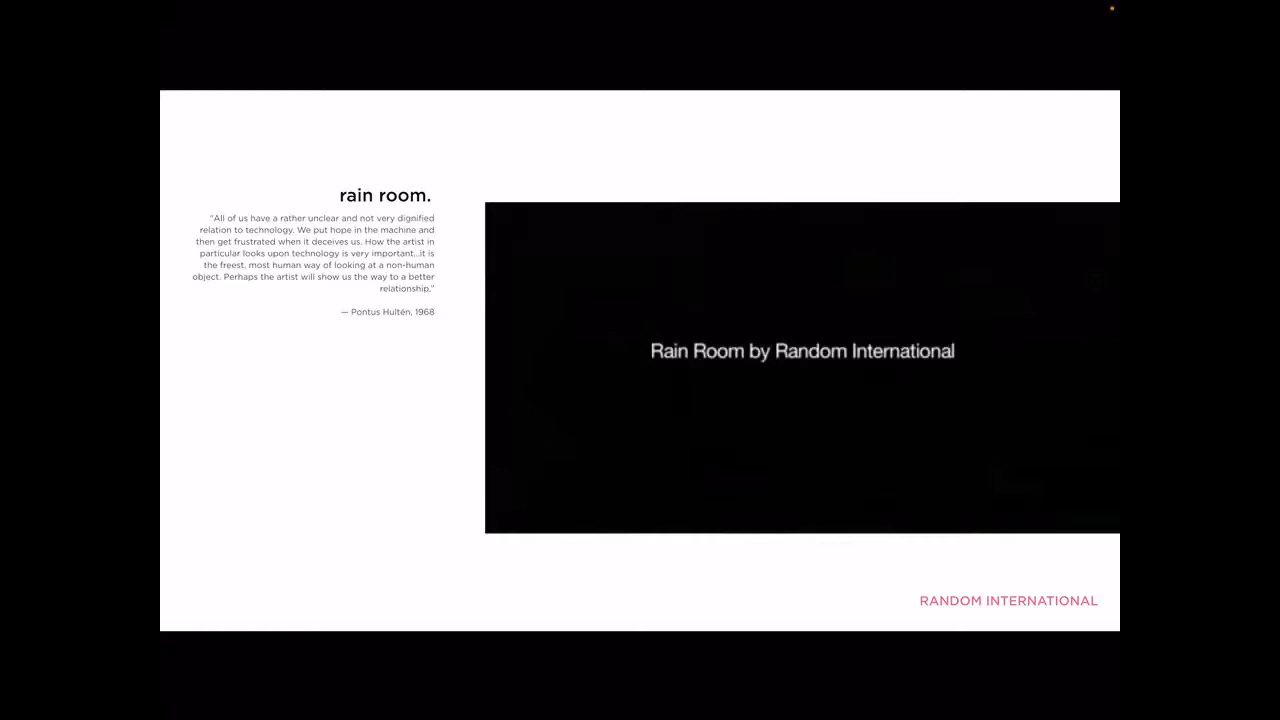 rain room.
"All of us have a rather unclear and not very dignified
relation to technology. We put hope in the machine and
then get frustrated when it deceives us. How the artist in
particular looks upon technology is very important...it is
the freest, most human way of looking at a non-human
object. Perhaps the artist will show us the way to a better
relationship."
— Pontus Hultén, 1968
Rain Room by Random International
RANDOM INTERNATIONAL